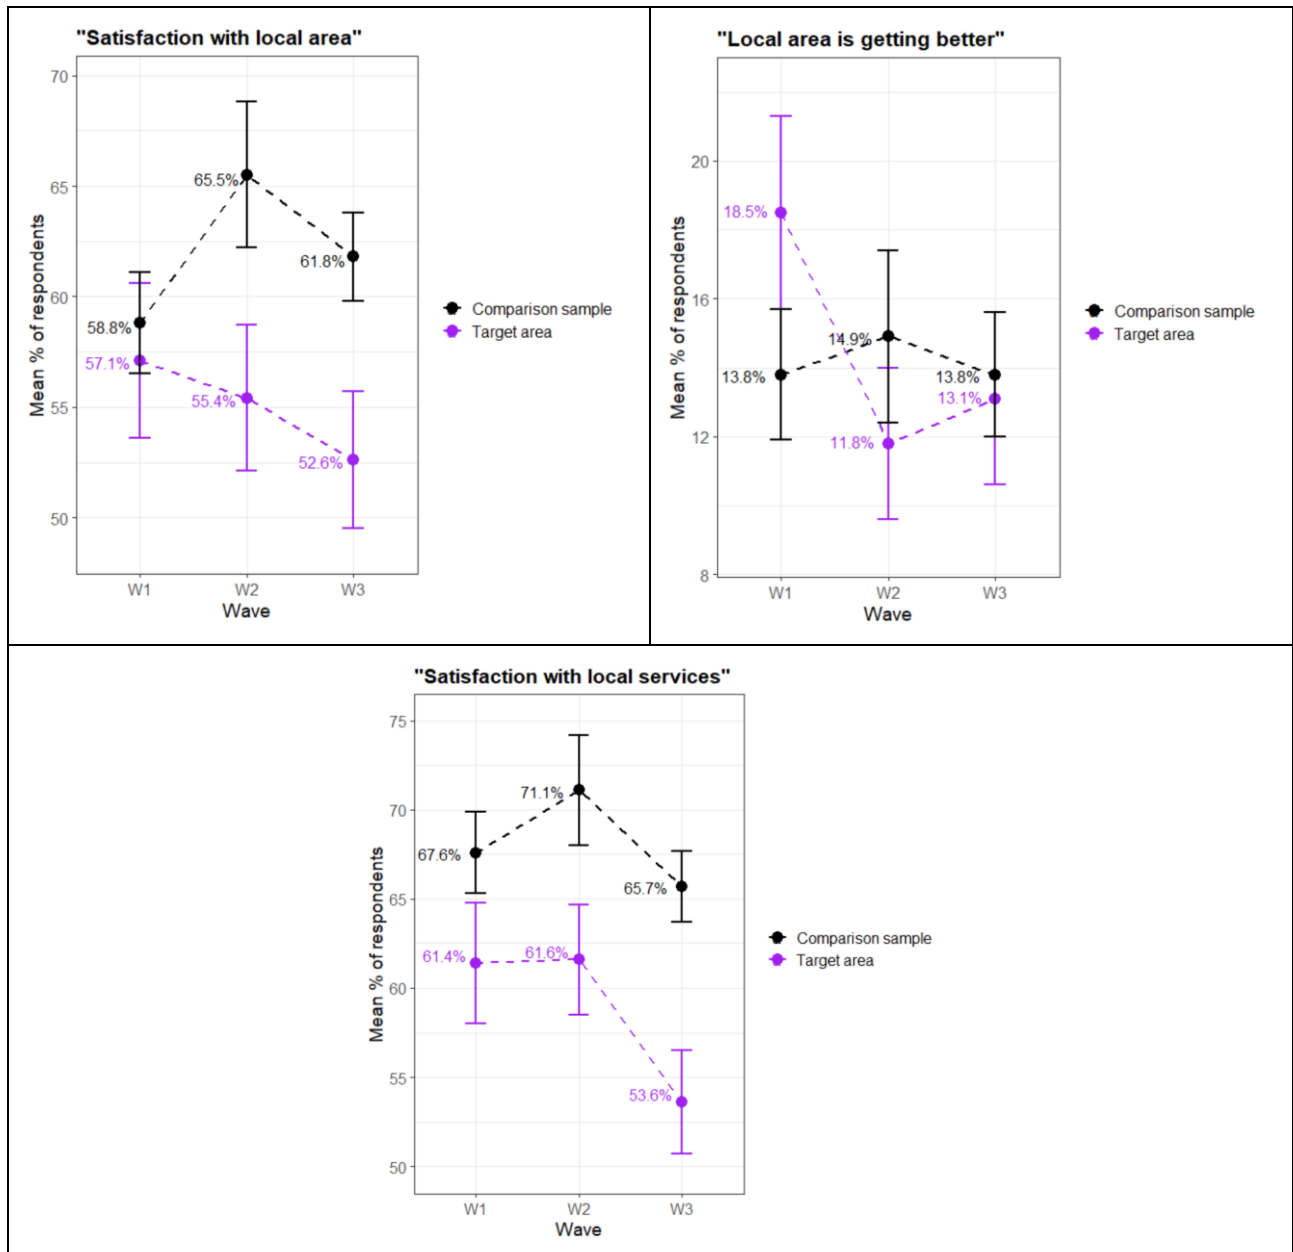 "Satisfaction with local area"
70
65
60
55
50
Mean % of respondents
58.8%
65.5%
61.8%
57.1%
55.4%
52.6%
W1 W2 W3
Wave
Comparison sample
Target area
"Local area is getting better"
20
16
12
8
Mean % of respondents
18.5%
13.8%
14.9%
11.8%
13.8%
13.1%
W1 W2 W3
Wave
Comparison sample
Target area
"Satisfaction with local services"
75
70
65
60
55
50
Mean % of respondents
67.6%
71.1%
65.7%
61.4%
61.6%
53.6%
W1 W2 W3
Wave
Comparison sample
Target area